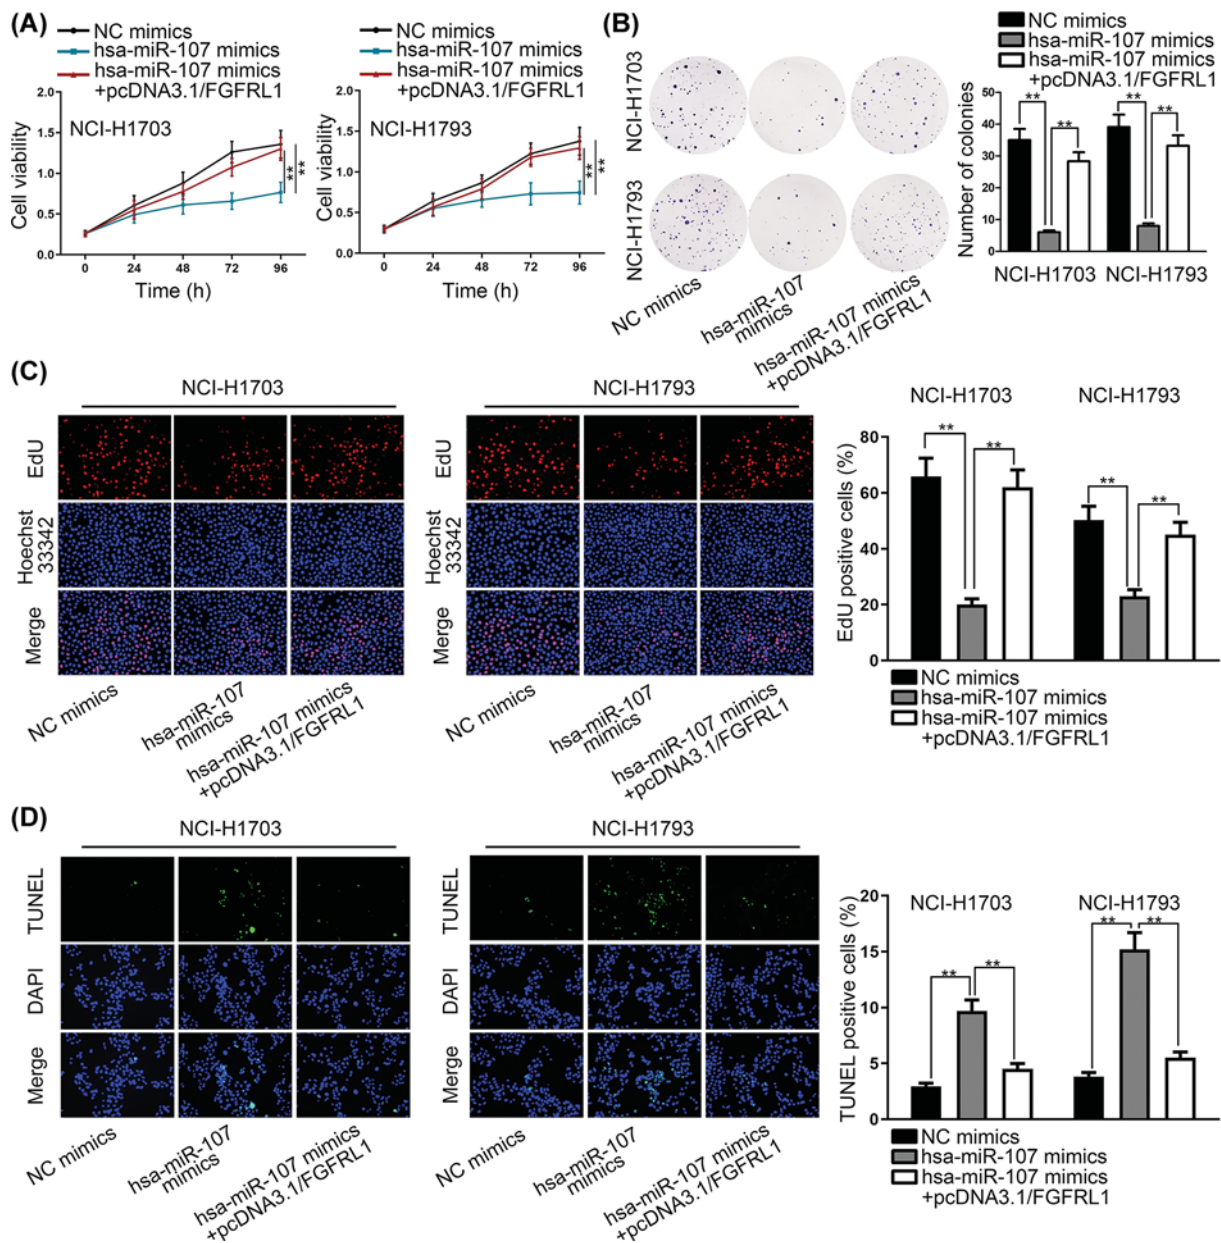 (A)
NC mimics
hsa-miR-107 mimics
hsa-miR-107 mimics
+pcDNA3.1/FGFRL1
2.0
1.5
1.0
0.5
0.0
Cell viability
NCI-H1703
**
**
0 24 48 72 96
Time (h)
NC mimics
hsa-miR-107 mimics
hsa-miR-107 mimics
+pcDNA3.1/FGFRL1
2.0
1.5
1.0
0.5
0.0
Cell viability
NCI-H1793
**
**
0 24 48 72 96
Time (h)
(B)
NCI-H1703
NCI-H1793
NC mimics
hsa-miR-107
mimics
hsa-miR-107 mimics
+pcDNA3.1/FGFRL1
NC mimics
hsa-miR-107 mimics
hsa-miR-107 mimics
+pcDNA3.1/FGFRL1
50
40
30
20
10
0
Number of colonies
** ** ** **
NCI-H1703 NCI-H1793
(C)
NCI-H1703
EdU
Hoechst
33342
Merge
NC mimics
hsa-miR-107
mimics
hsa-miR-107 mimics
+pcDNA3.1/FGFRL1
NCI-H1793
EdU
Hoechst
33342
Merge
NC mimics
hsa-miR-107
mimics
hsa-miR-107 mimics
+pcDNA3.1/FGFRL1
NCI-H1703 NCI-H1793
80
60
40
20
0
EdU positive cells (%)
** ** ** **
NC mimics
hsa-miR-107 mimics
hsa-miR-107 mimics
+pcDNA3.1/FGFRL1
(D)
NCI-H1703
TUNEL
DAPI
Merge
NC mimics
hsa-miR-107
mimics
hsa-miR-107 mimics
+pcDNA3.1/FGFRL1
NCI-H1793
TUNEL
DAPI
Merge
NC mimics
hsa-miR-107
mimics
hsa-miR-107 mimics
+pcDNA3.1/FGFRL1
20
15
10
5
0
TUNEL positive cells (%)
NCI-H1703 NCI-H1793
** ** ** **
NC mimics
hsa-miR-107 mimics
hsa-miR-107 mimics
+pcDNA3.1/FGFRL1